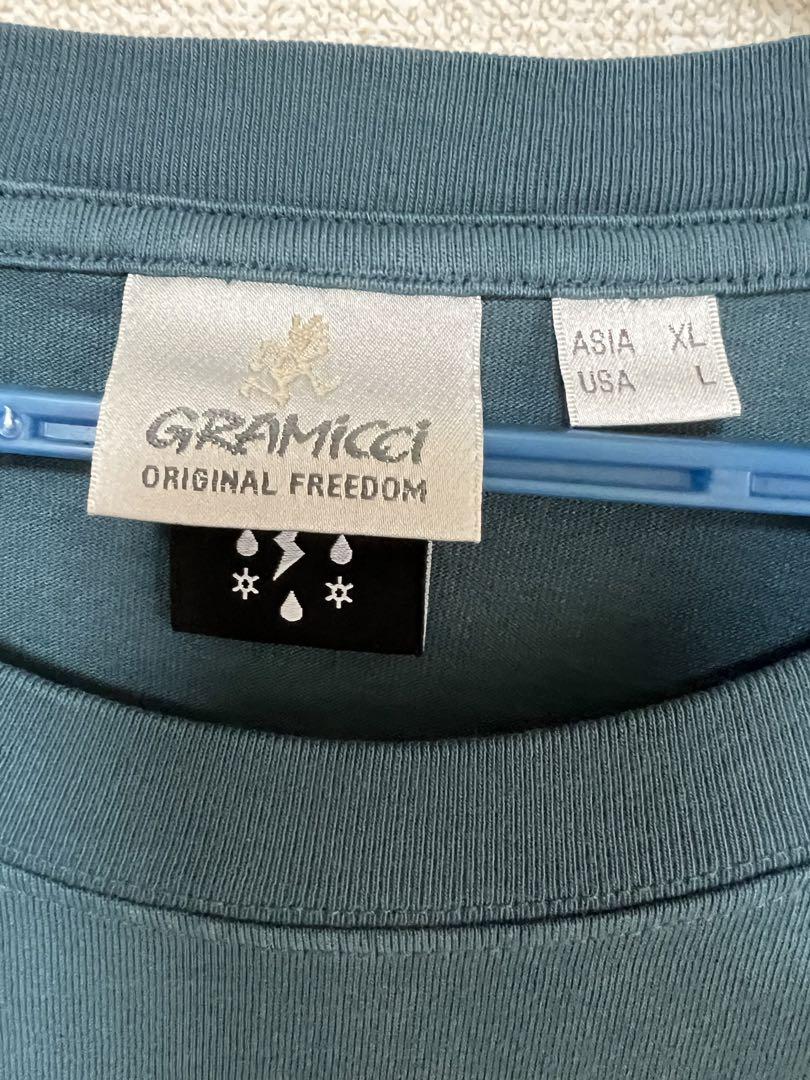 GRAMiCCi
ORIGINAL FREEDOM
ASIA XL
USA L